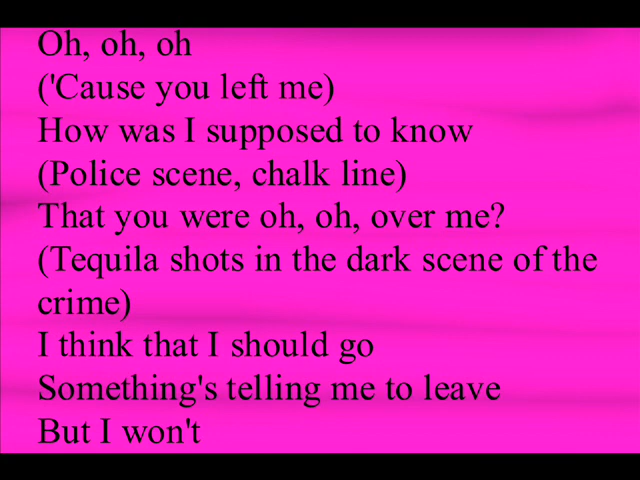 Oh, oh, oh
('Cause you left me)
How was I supposed to know
(Police scene, chalk line)
That you were oh, oh, over me?
(Tequila shots in the dark scene of the
crime)
I think that I should go
Something's telling me to leave
But I won't